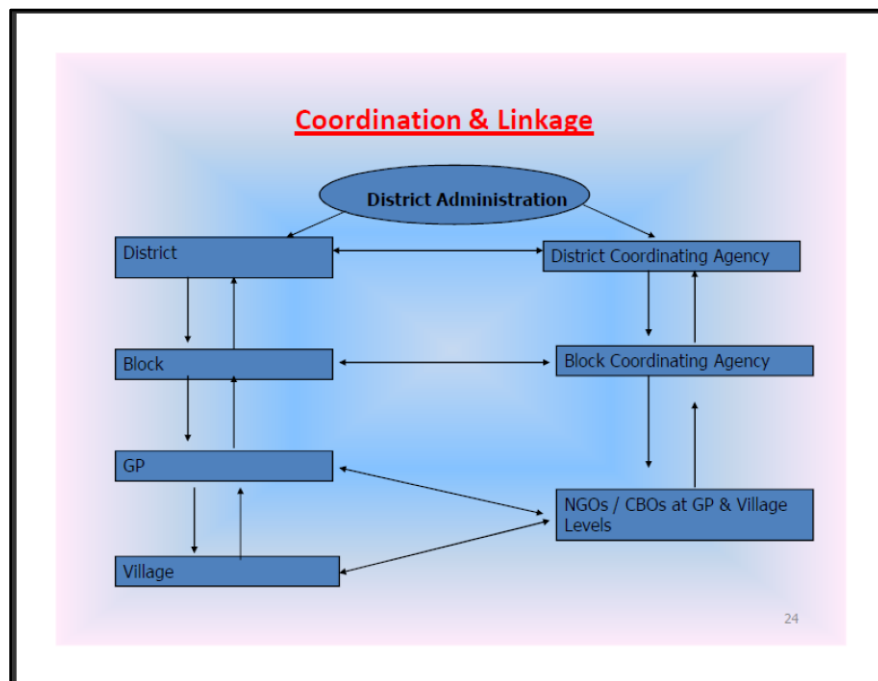 Coordination & Linkage
District Administration
District
District Coordinating Agency
Block
Block Coordinating Agency
GP
NGOs / CBOs at GP & Village
Levels
Village
24